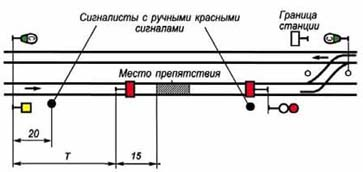 Сигналисты с ручными красными
сигналами
Граница
станции
Место препятствия
20
Т
15